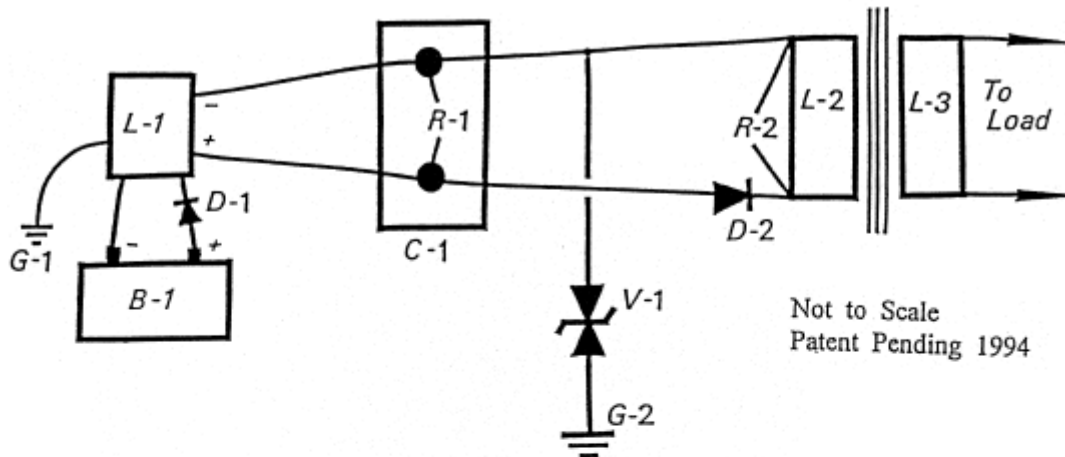 L-1
-
+
G-1
D-1
-
+
B-1
R-1
C-1
D-2
R-2
L-2
L-3
To
Load
V-1
G-2
Not to Scale
Patent Pending 1994